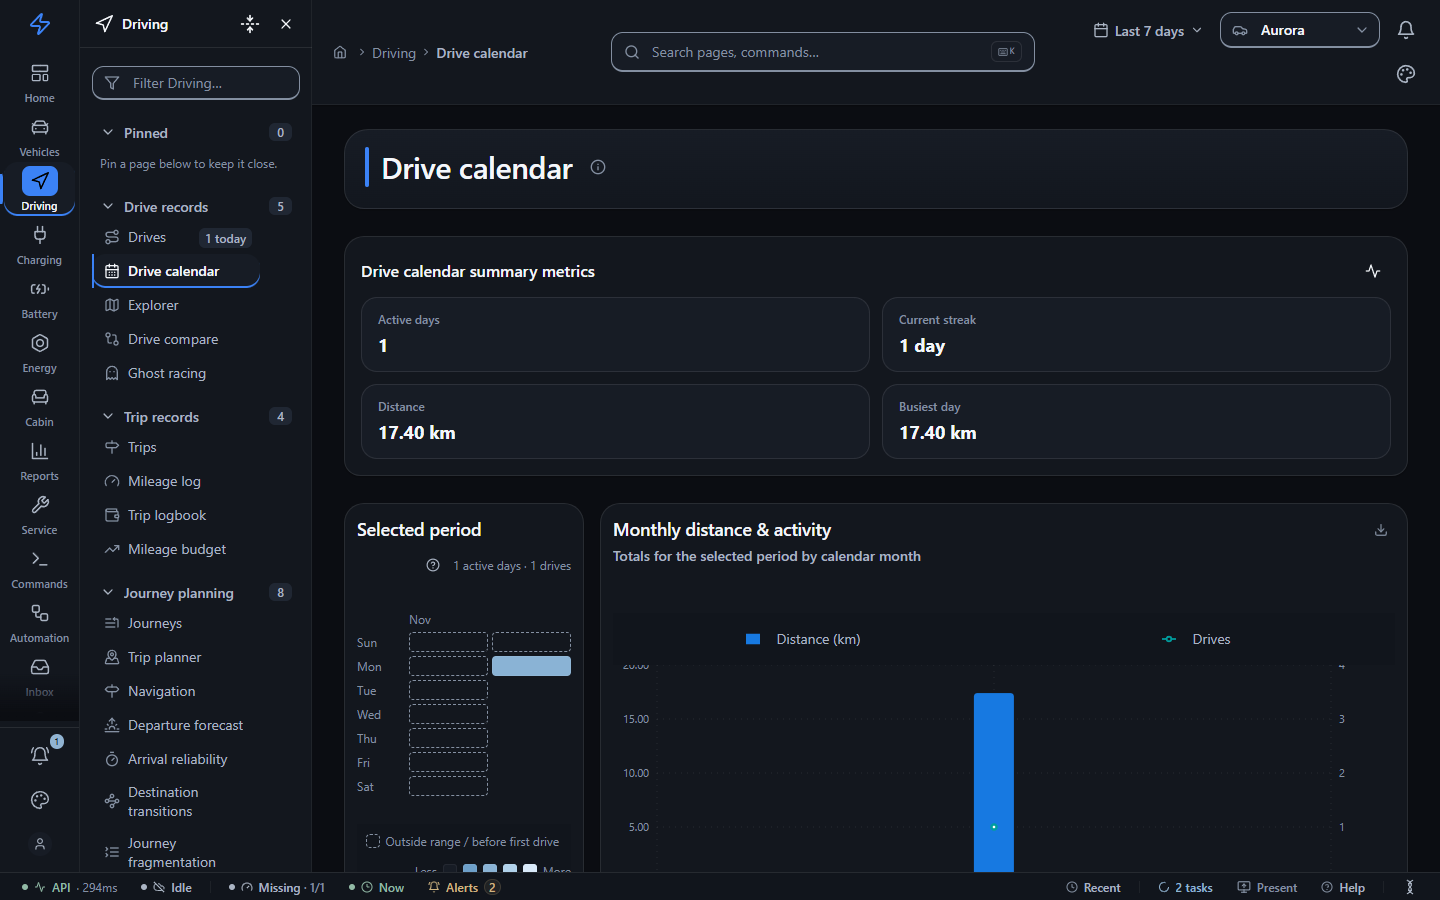 Driving
Driving
Drive calendar
Search pages, commands...
K
Last 7 days
Aurora
Home
Vehicles
Driving
Charging
Battery
Energy
Cabin
Reports
Service
Commands
Automation
Inbox
1
Filter Driving...
Pinned 0
Pin a page below to keep it close.
Drive records 5
Drives 1 today
Drive calendar
Explorer
Drive compare
Ghost racing
Trip records 4
Trips
Mileage log
Trip logbook
Mileage budget
Journey planning 8
Journeys
Trip planner
Navigation
Departure forecast
Arrival reliability
Destination
transitions
Journey
fragmentation
Drive calendar
Drive calendar summary metrics
Active days
1
Current streak
1 day
Distance
17.40 km
Busiest day
17.40 km
Selected period
1 active days · 1 drives
Nov
Sun
Mon
Tue
Wed
Thu
Fri
Sat
Outside range / before first drive
Less More
Monthly distance & activity
Totals for the selected period by calendar month
Distance (km) Drives
20.00 4
15.00 3
10.00 2
5.00 1
API · 294ms Idle Missing · 1/1 Now Alerts 2 Recent 2 tasks Present Help